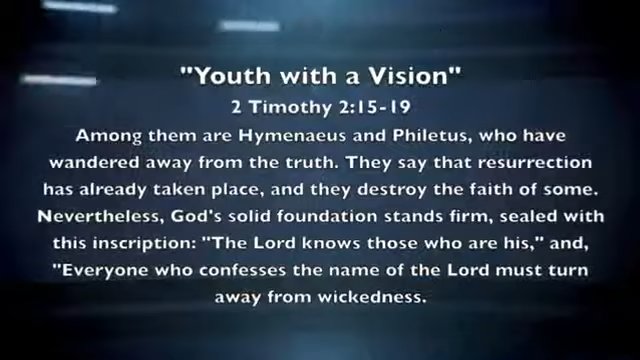 "Youth with a Vision"
2 Timothy 2:15-19
Among them are Hymenaeus and Philetus, who have
wandered away from the truth. They say that resurrection
has already taken place, and they destroy the faith of some.
Nevertheless, God's solid foundation stands firm, sealed with
this inscription: "The Lord knows those who are his," and,
"Everyone who confesses the name of the Lord must turn
away from wickedness.